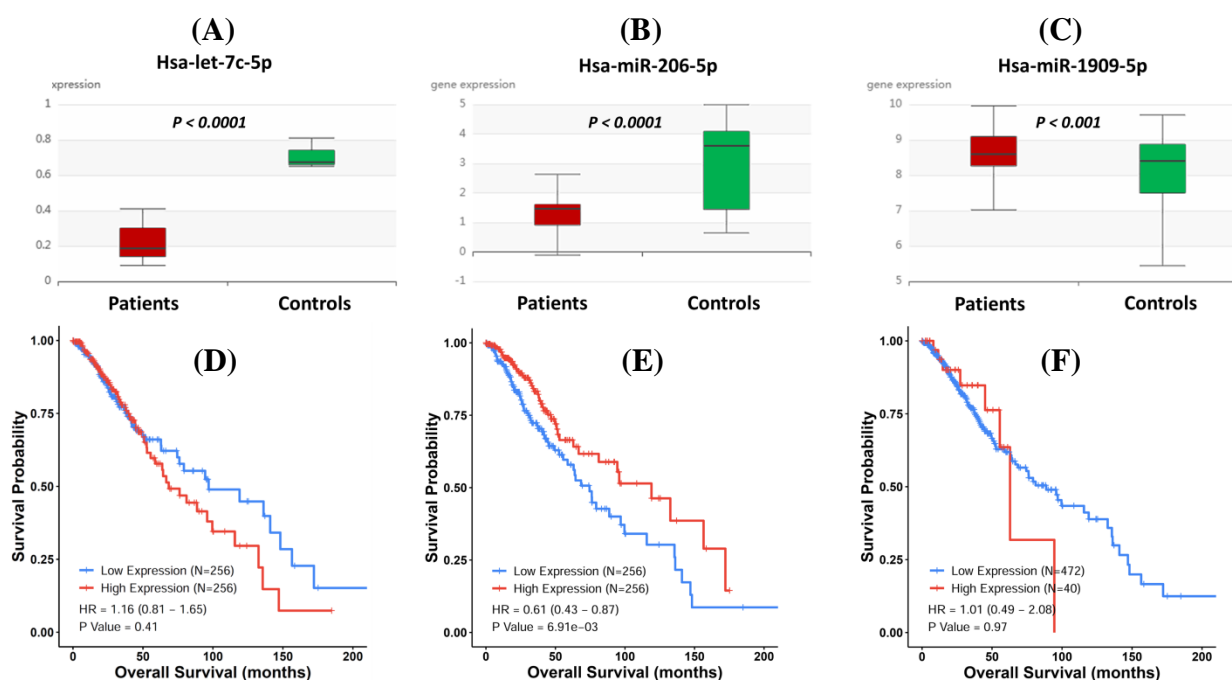 (A)
Hsa-let-7c-5p
xpression
1
0.8
0.6
0.4
0.2
0
P < 0.0001
Patients
Controls
(B)
Hsa-miR-206-5p
gene expression
5
4
3
2
1
0
-1
P < 0.0001
Patients
Controls
(C)
Hsa-miR-1909-5p
gene expression
10
9
8
7
6
5
P < 0.001
Patients
Controls
(D)
Survival Probability
1.00
0.75
0.50
0.25
0.00
Low Expression (N=256)
High Expression (N=256)
HR = 1.16 (0.81 − 1.65)
P Value = 0.41
0 50 100 150 200
Overall Survival (months)
(E)
Survival Probability
1.00
0.75
0.50
0.25
0.00
Low Expression (N=256)
High Expression (N=256)
HR = 0.61 (0.43 − 0.87)
P Value = 6.91e−03
0 50 100 150 200
Overall Survival (months)
(F)
Survival Probability
1.00
0.75
0.50
0.25
0.00
Low Expression (N=472)
High Expression (N=40)
HR = 1.01 (0.49 − 2.08)
P Value = 0.97
0 50 100 150 200
Overall Survival (months)